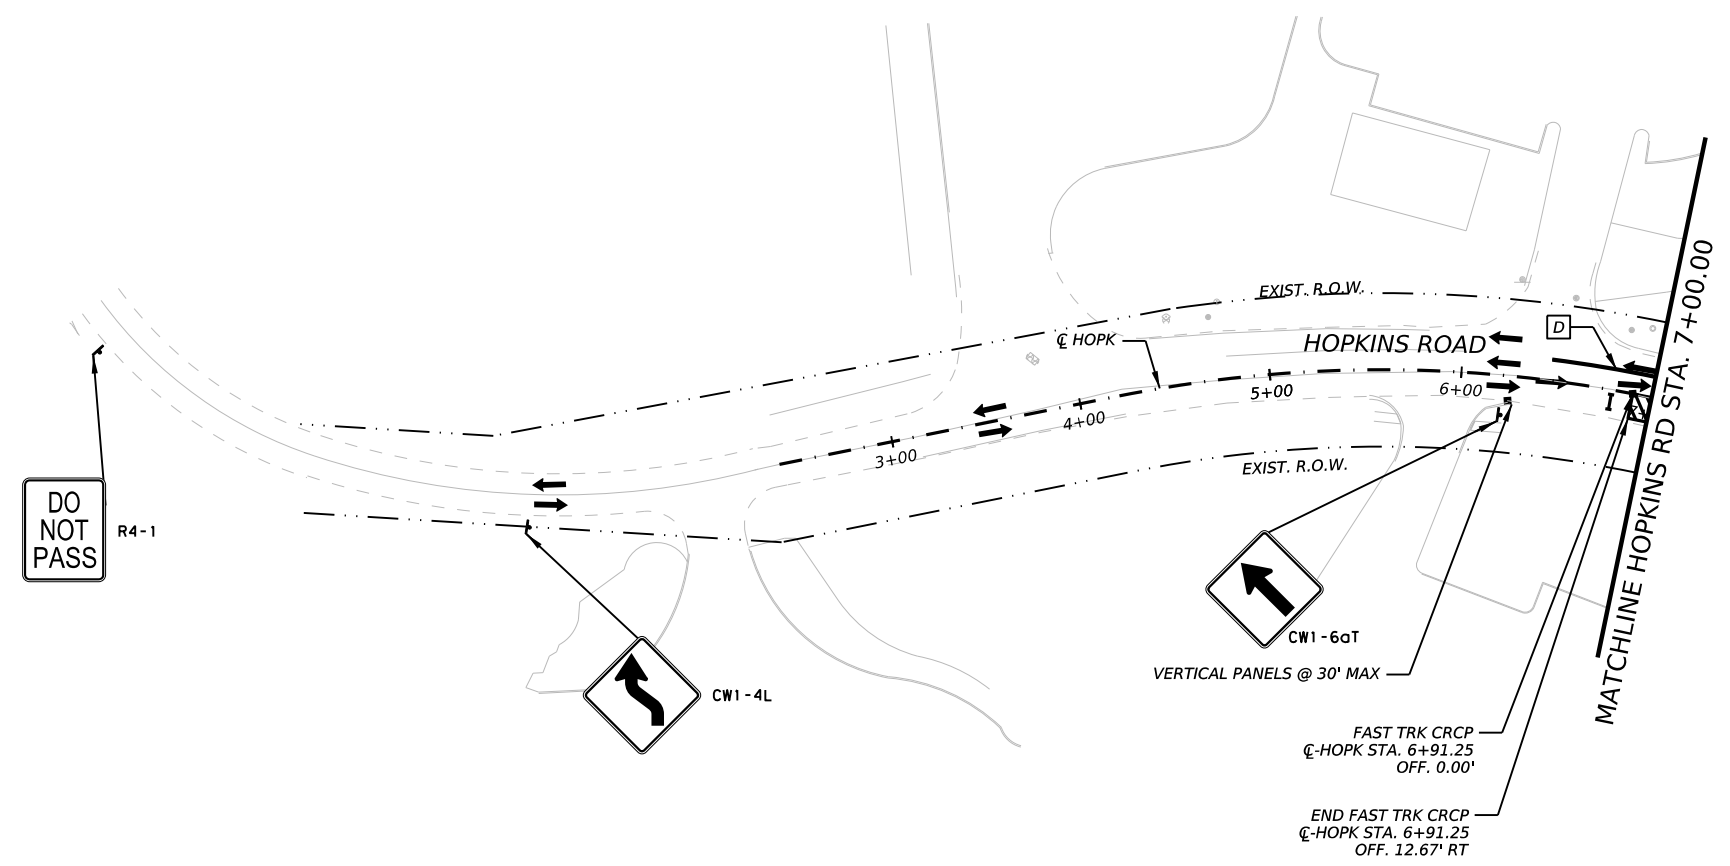 EXIST. R.O.W.
℄ HOPK
HOPKINS ROAD
D
3+00
4+00
5+00
6+00
EXIST. R.O.W.
MATCHLINE HOPKINS RD STA. 7+00.00
DO
NOT
PASS
R4-1
CW1-4L
CW1-6aT
VERTICAL PANELS @ 30' MAX
FAST TRK CRCP
℄-HOPK STA. 6+91.25
OFF. 0.00'
END FAST TRK CRCP
℄-HOPK STA. 6+91.25
OFF. 12.67' RT